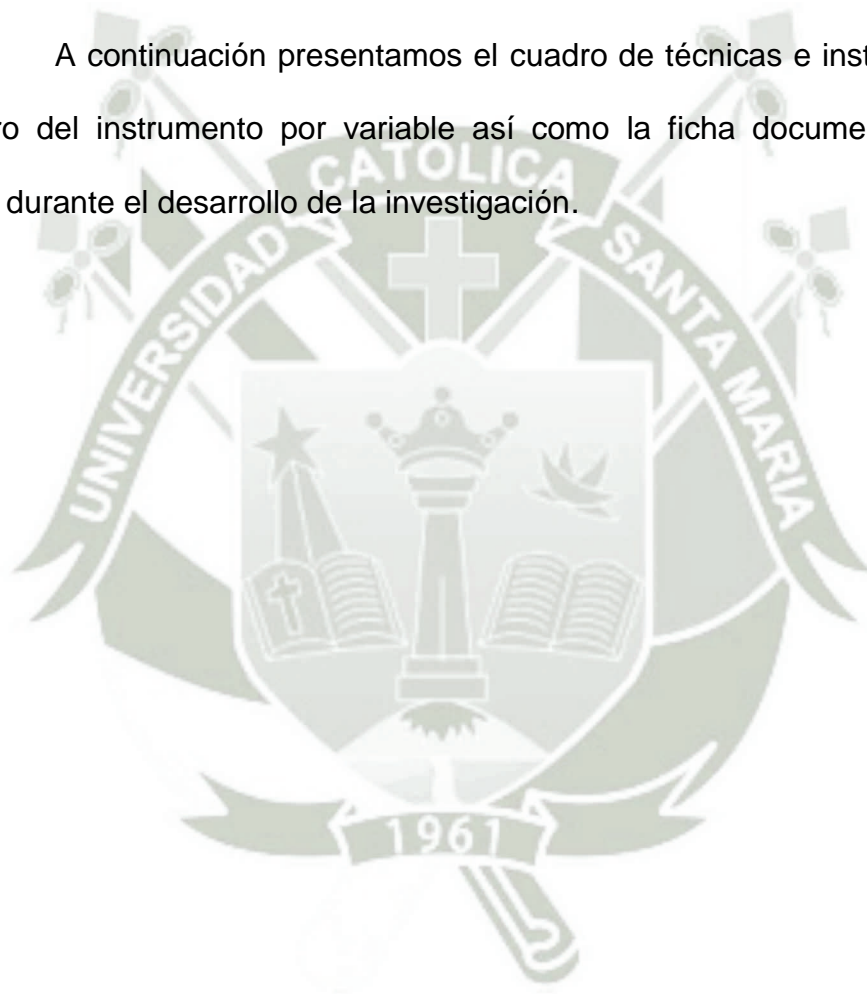 A continuación presentamos el cuadro de técnicas e inst
ro del instrumento por variable así como la ficha docume
durante el desarrollo de la investigación.
CATOLICA
UNIVERSIDAD
SANTA MARIA
1961